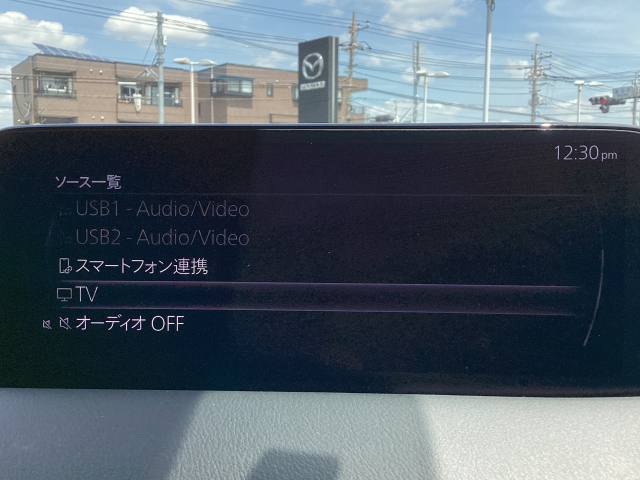 12:30pm
ソース一覧
USB1 - Audio/Video
USB2 - Audio/Video
スマートフォン連携
TV
オーディオ OFF